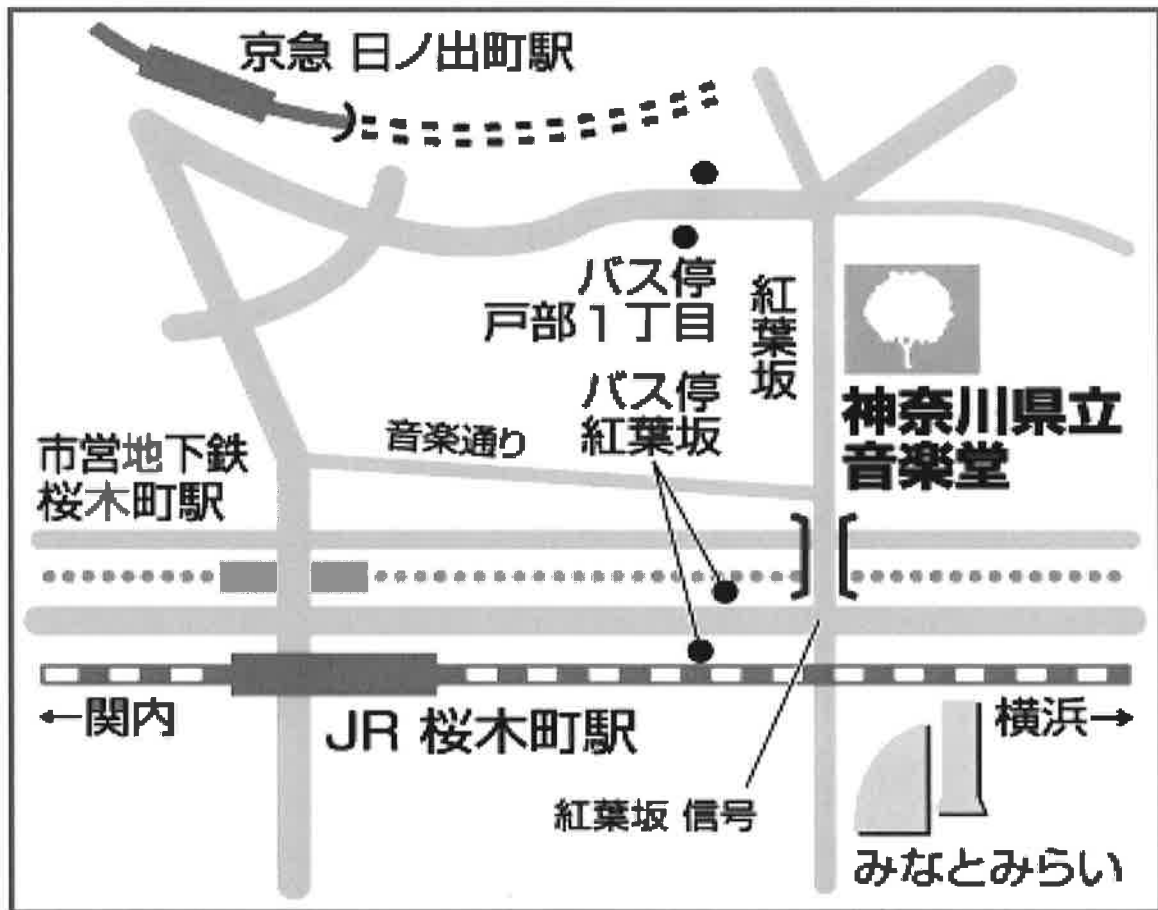 京急 日ノ出町駅
バス停
戸部1丁目
紅葉坂
バス停
紅葉坂
神奈川県立
音楽堂
音楽通り
市営地下鉄
桜木町駅
←関内
JR 桜木町駅
横浜→
紅葉坂 信号
みなとみらい